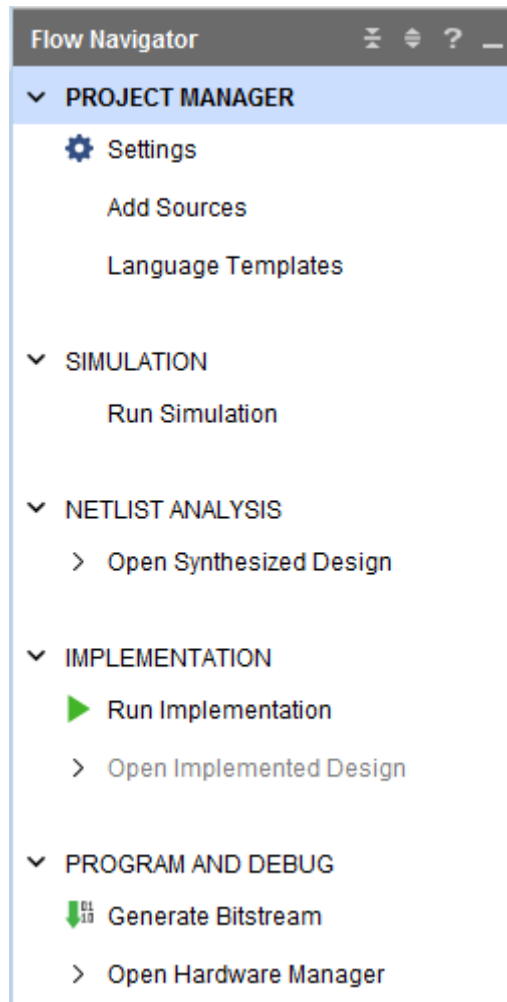 Flow Navigator ?
PROJECT MANAGER
Settings
Add Sources
Language Templates
SIMULATION
Run Simulation
NETLIST ANALYSIS
Open Synthesized Design
IMPLEMENTATION
Run Implementation
Open Implemented Design
PROGRAM AND DEBUG
Generate Bitstream
Open Hardware Manager